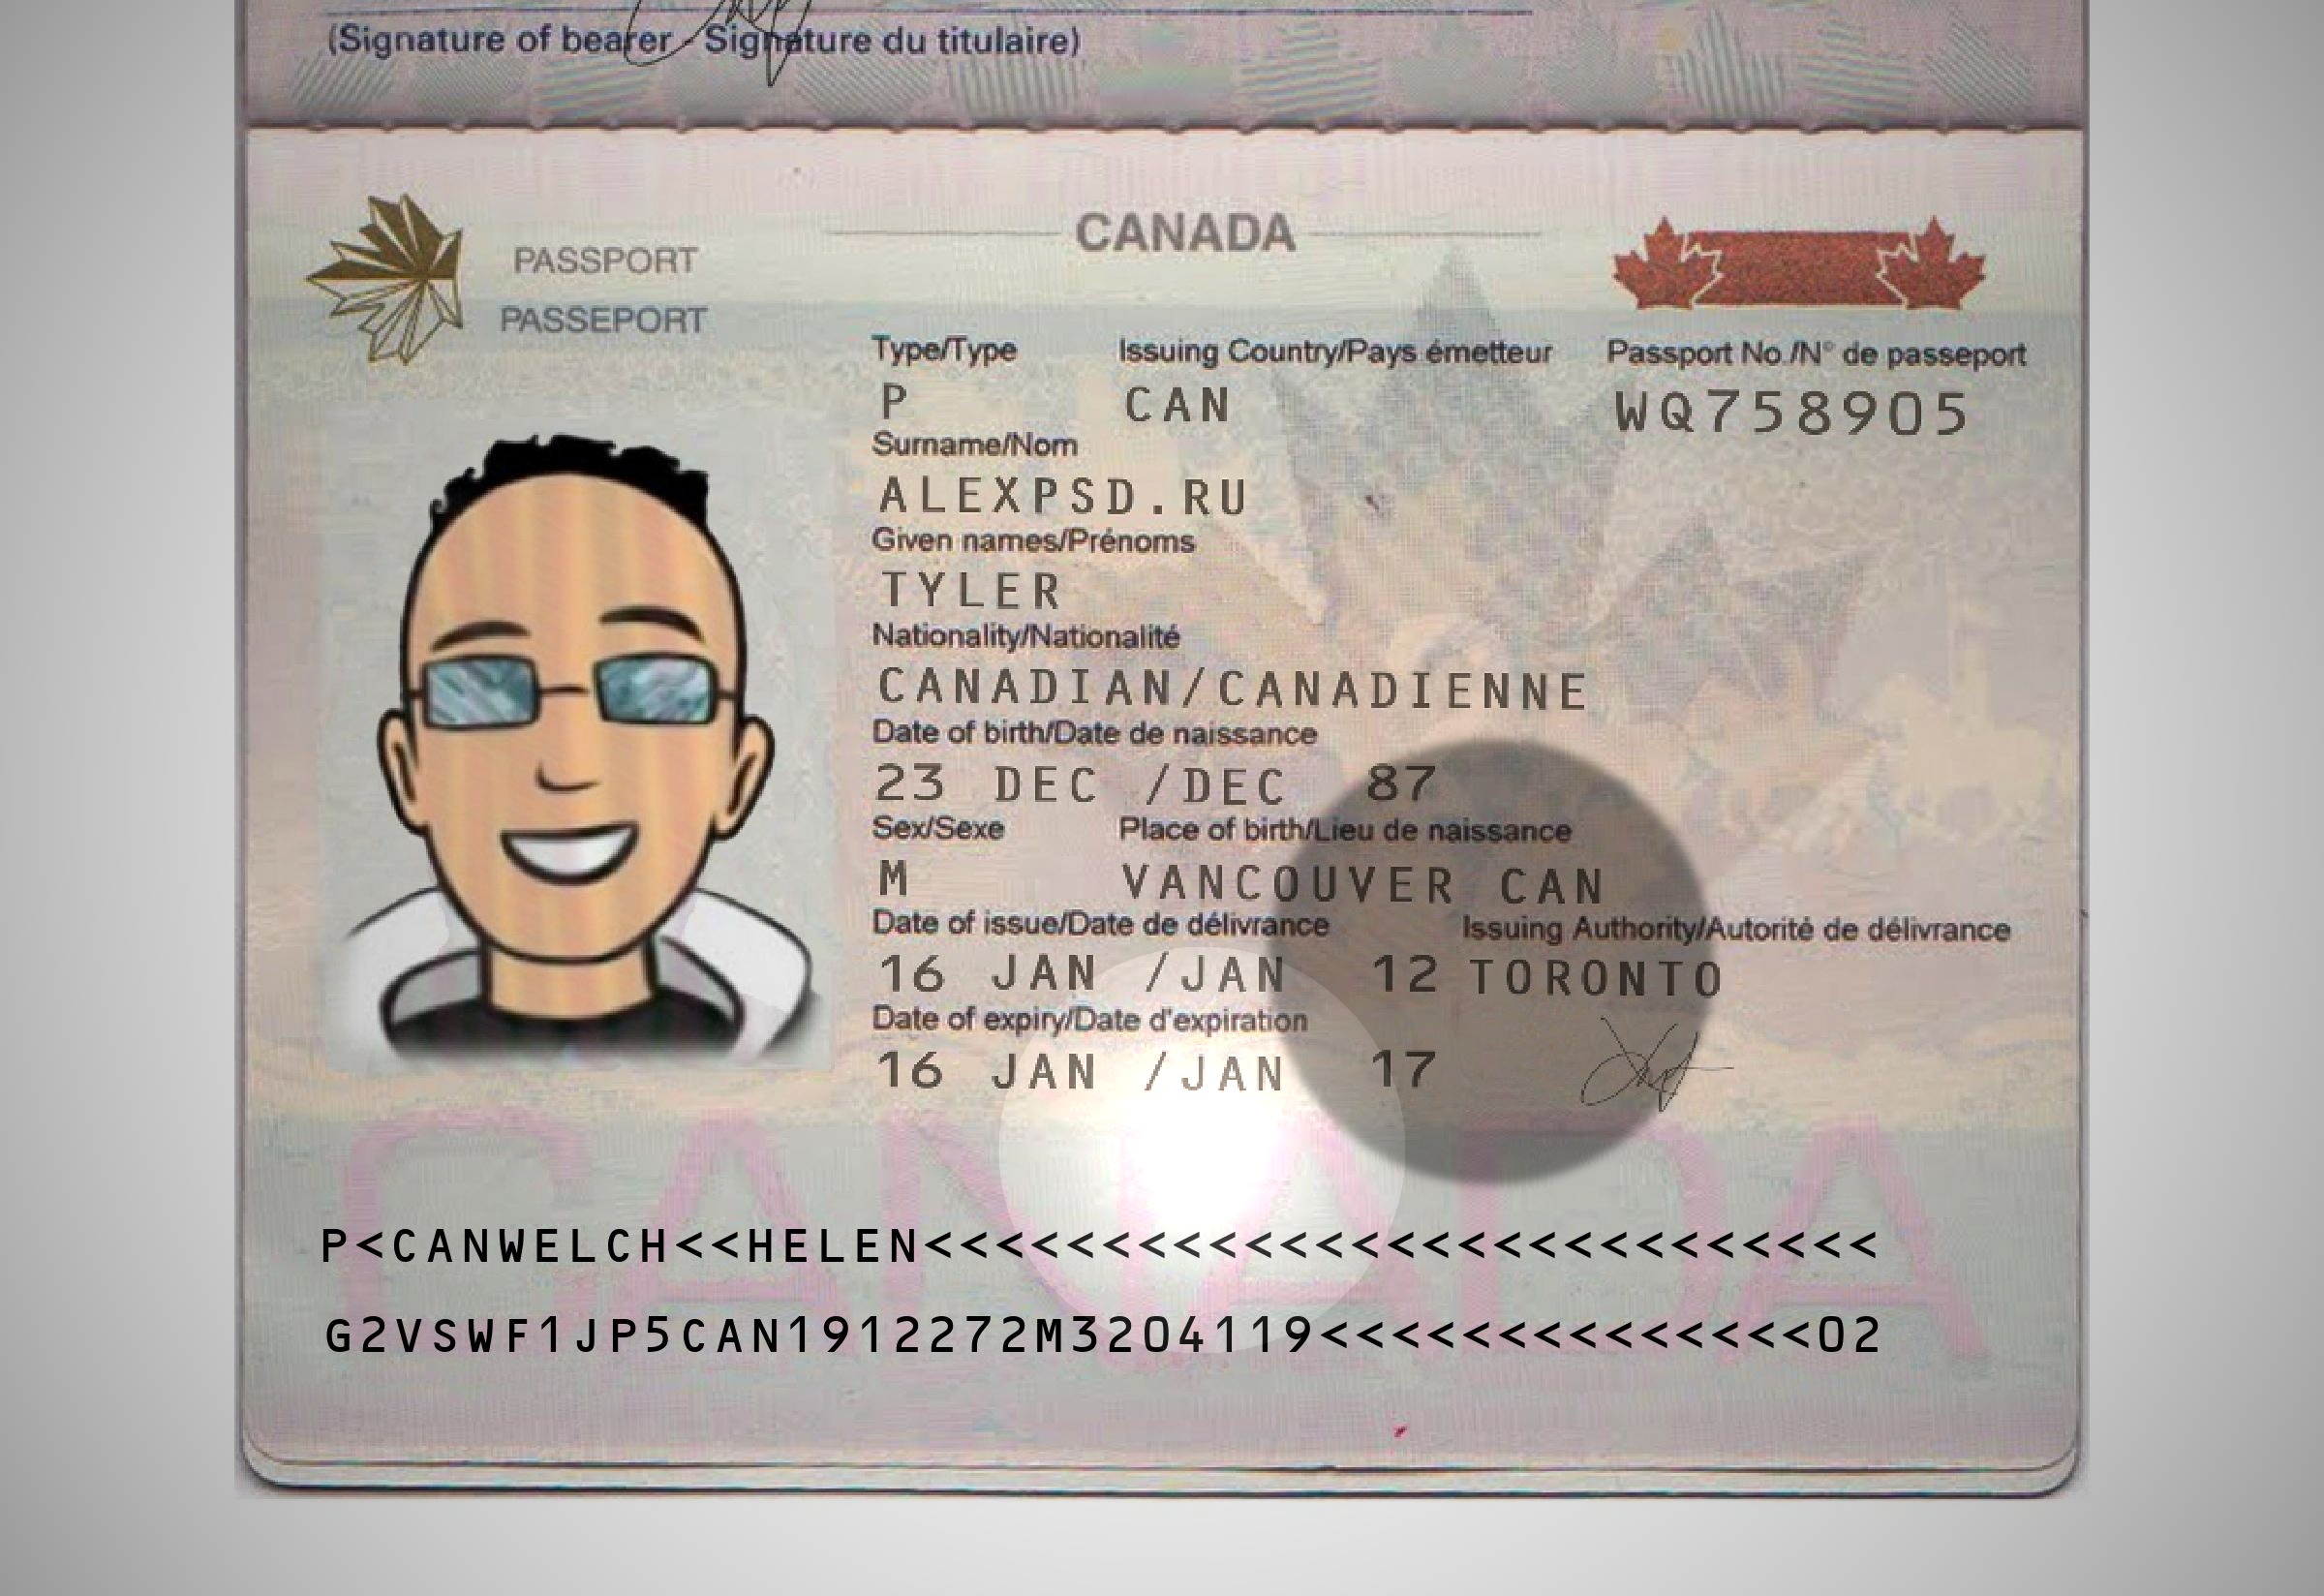 (Signature of bearer - Signature du titulaire)
CANADA
PASSPORT
PASSEPORT
Type/Type Issuing Country/Pays émetteur Passport No./N° de passeport
P CAN WQ758905
Surname/Nom
ALEXPSD.RU
Given names/Prénoms
TYLER
Nationality/Nationalité
CANADIAN/CANADIENNE
Date of birth/Date de naissance
23 DEC /DEC 87
Sex/Sexe Place of birth/Lieu de naissance
M VANCOUVER CAN
Date of issue/Date de délivrance Issuing Authority/Autorité de délivrance
16 JAN /JAN 12 TORONTO
Date of expiry/Date d'expiration
16 JAN /JAN 17
CANADA
P<CANWELCH<<HELEN<<<<<<<<<<<<<<<<<<<<<<<<<<<
G2VSWF1JP5CAN1912272M3204119<<<<<<<<<<<<<<02